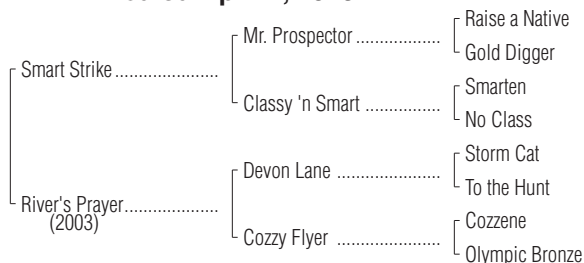 Raise a Native
Mr. Prospector ..................
Gold Digger
Smart Strike ......................
Smarten
Classy 'n Smart ................
No Class
Storm Cat
Devon Lane ......................
To the Hunt
River's Prayer....................
(2003)
Cozzene
Cozzy Flyer ......................
Olympic Bronze